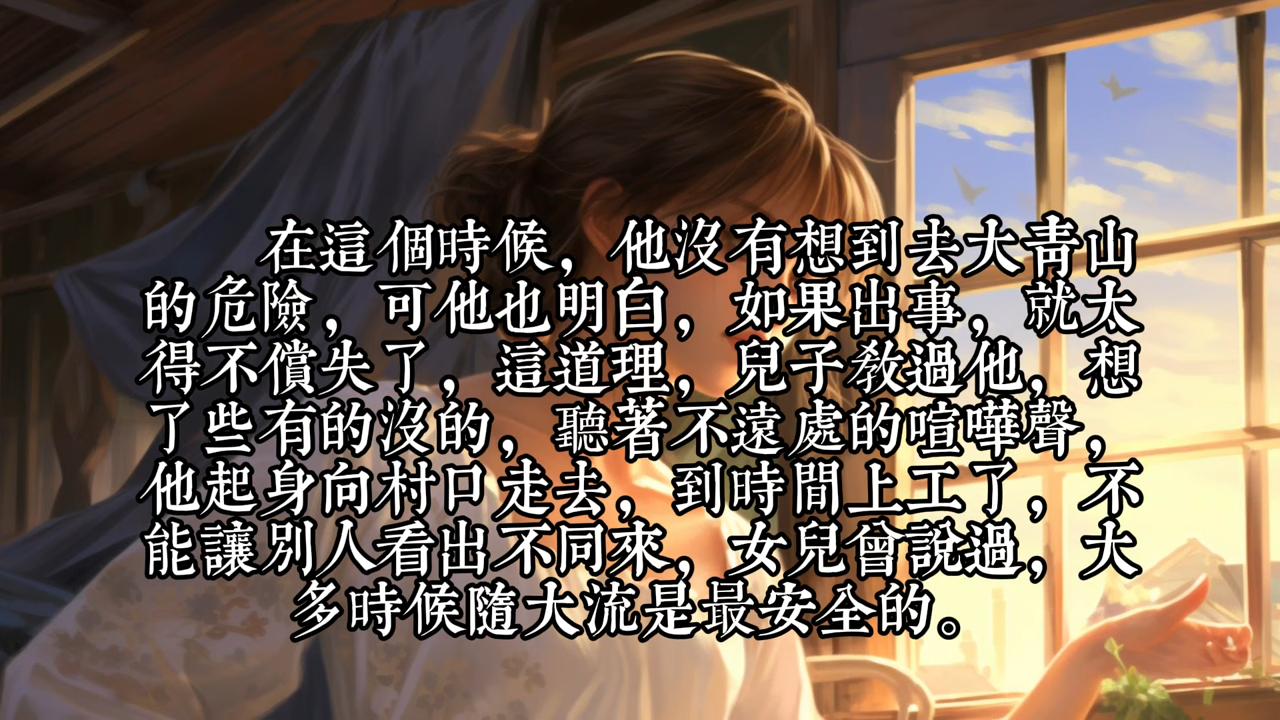 在這個時候，他沒有想到去大青山
的危險，可他也明白，如果出事，就太
得不償失了，這道理，兒子教過他，想
了些有的沒的，聽著不遠處的喧嘩聲，
他起身向村口走去，到時間上工了，不
能讓別人看出不同來，女兒曾說過，大
多時候隨大流是最安全的。